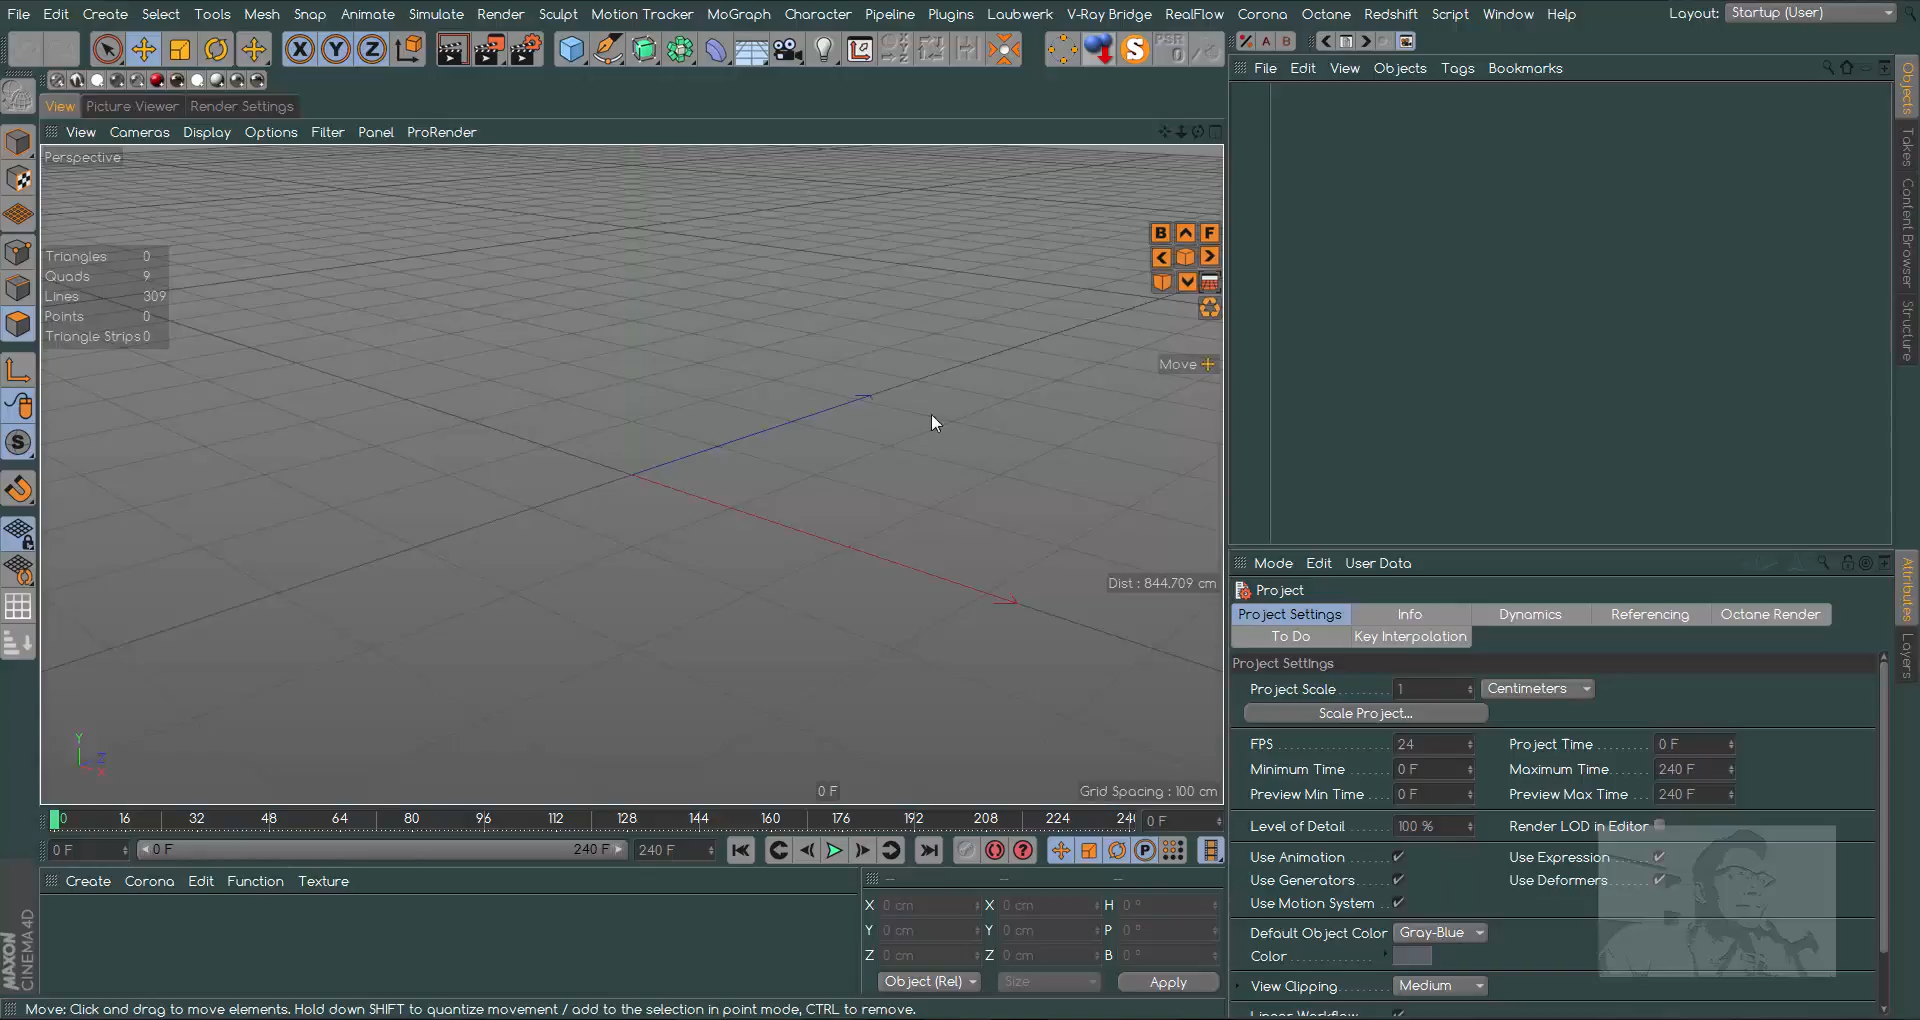 File Edit Create Select Tools Mesh Snap Animate Simulate Render Sculpt Motion Tracker MoGraph Character Pipeline Plugins Laubwerk V-Ray Bridge RealFlow Corona Octane Redshift Script Window Help Layout: Startup (User)
X Y Z S PSR 0 A B
File Edit View Objects Tags Bookmarks
View Picture Viewer Render Settings
View Cameras Display Options Filter Panel ProRender
Perspective
B F
Triangles 0
Quads 9
Lines 309
Points 0
Triangle Strips 0
Move
Dist : 844.709 cm
Y
Z
X
0 F Grid Spacing : 100 cm
0 16 32 48 64 80 96 112 128 144 160 176 192 208 224 240 0 F
0 F 0 F 240 F 240 F ? P
Create Corona Edit Function Texture
-- -- --
X 0 cm X 0 cm H 0 °
Y 0 cm Y 0 cm P 0 °
Z 0 cm Z 0 cm B 0 °
Object (Rel) Size Apply
Objects
Takes
Content Browser
Structure
Mode Edit User Data
Project
Project Settings Info Dynamics Referencing Octane Render
To Do Key Interpolation
Project Settings
Project Scale 1 Centimeters
Scale Project...
FPS 24 Project Time 0 F
Minimum Time 0 F Maximum Time 240 F
Preview Min Time 0 F Preview Max Time 240 F
Level of Detail 100 % Render LOD in Editor
Use Animation Use Expression
Use Generators Use Deformers
Use Motion System
Default Object Color Gray-Blue
Color
View Clipping Medium
Linear Workflow
Attributes
Layers
MAXON
CINEMA 4D
Move: Click and drag to move elements. Hold down SHIFT to quantize movement / add to the selection in point mode, CTRL to remove.